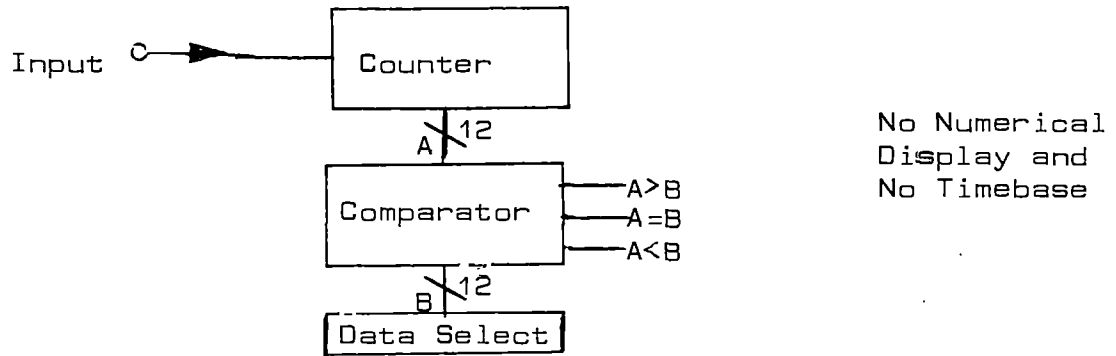 Input
Counter
12
A
Comparator
A>B
A=B
A<B
12
B
Data Select
No Numerical
Display and
No Timebase